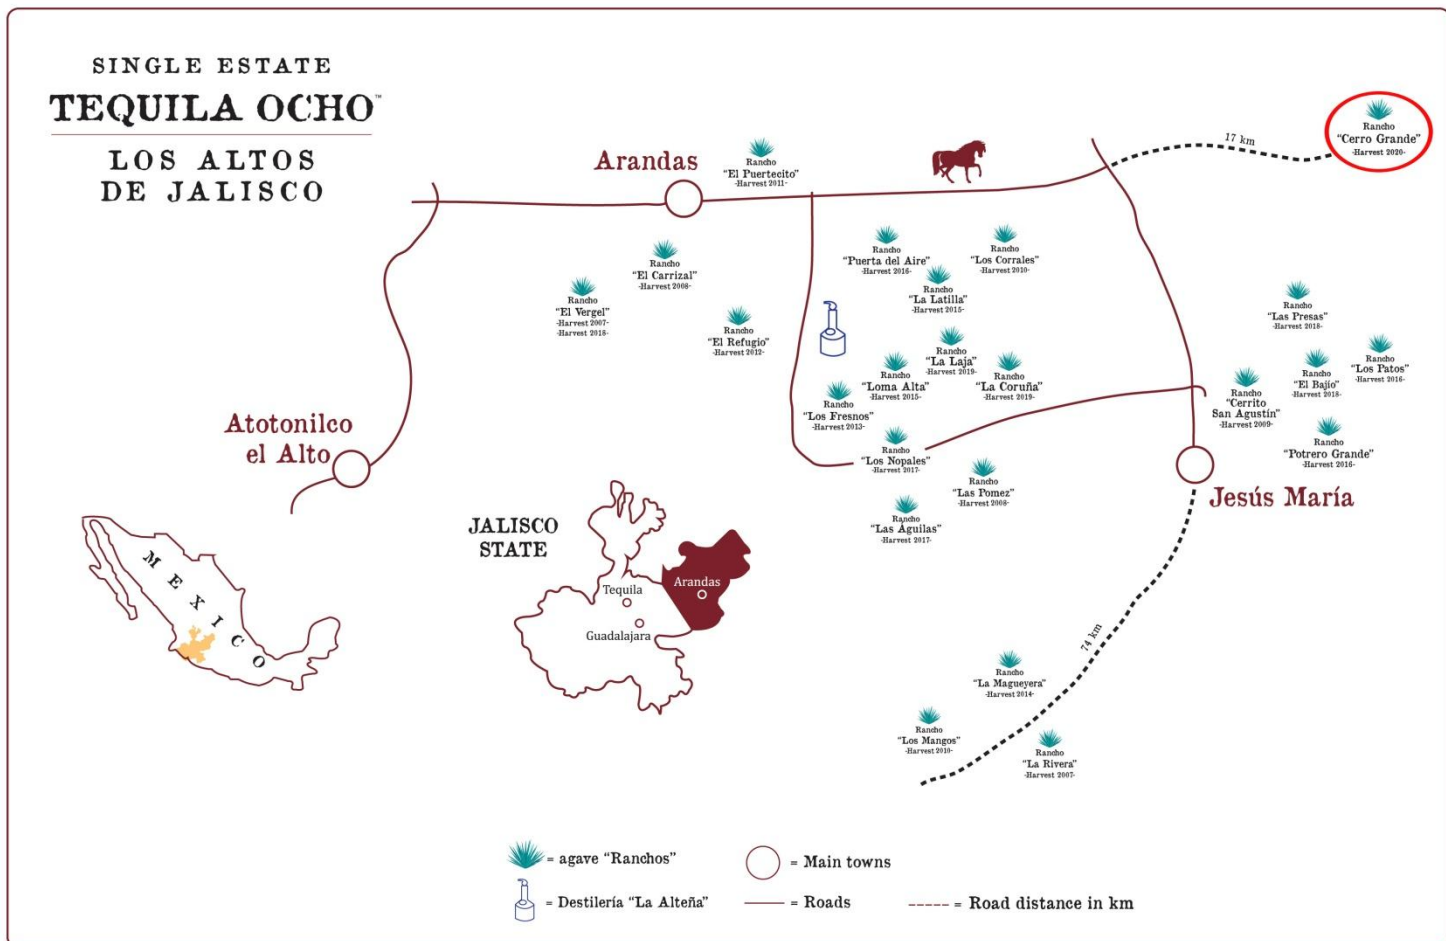 SINGLE ESTATE
TEQUILA OCHO™
LOS ALTOS
DE JALISCO
Arandas
Rancho
"El Puertecito"
-Harvest 2011-
17 km
Rancho
"Cerro Grande"
-Harvest 2020-
Rancho
"El Carrizal"
-Harvest 2008-
Rancho
"El Vergel"
-Harvest 2007-
-Harvest 2018-
Rancho
"El Refugio"
-Harvest 2012-
Rancho
"Puerta del Aire"
-Harvest 2016-
Rancho
"Los Corrales"
-Harvest 2010-
Rancho
"La Latilla"
-Harvest 2015-
Rancho
"La Laja"
-Harvest 2019-
Rancho
"Loma Alta"
-Harvest 2015-
Rancho
"La Coruña"
-Harvest 2019-
Rancho
"Los Fresnos"
-Harvest 2013-
Rancho
"Los Nopales"
-Harvest 2017-
Rancho
"Las Pomez"
-Harvest 2008-
Rancho
"Las Aguilas"
-Harvest 2017-
Rancho
"Las Presas"
-Harvest 2018-
Rancho
"Los Patos"
-Harvest 2016-
Rancho
"El Bajío"
-Harvest 2018-
Rancho
"Cerrito
San Agustín"
-Harvest 2009-
Rancho
"Potrero Grande"
-Harvest 2016-
Atotonilco
el Alto
Jesús María
MEXICO
JALISCO
STATE
Tequila
Guadalajara
Arandas
74 km
Rancho
"La Magueyera"
-Harvest 2014-
Rancho
"Los Mangos"
-Harvest 2010-
Rancho
"La Rivera"
-Harvest 2007-
= agave "Ranchos"
= Main towns
= Destilería "La Alteña"
= Roads
= Road distance in km